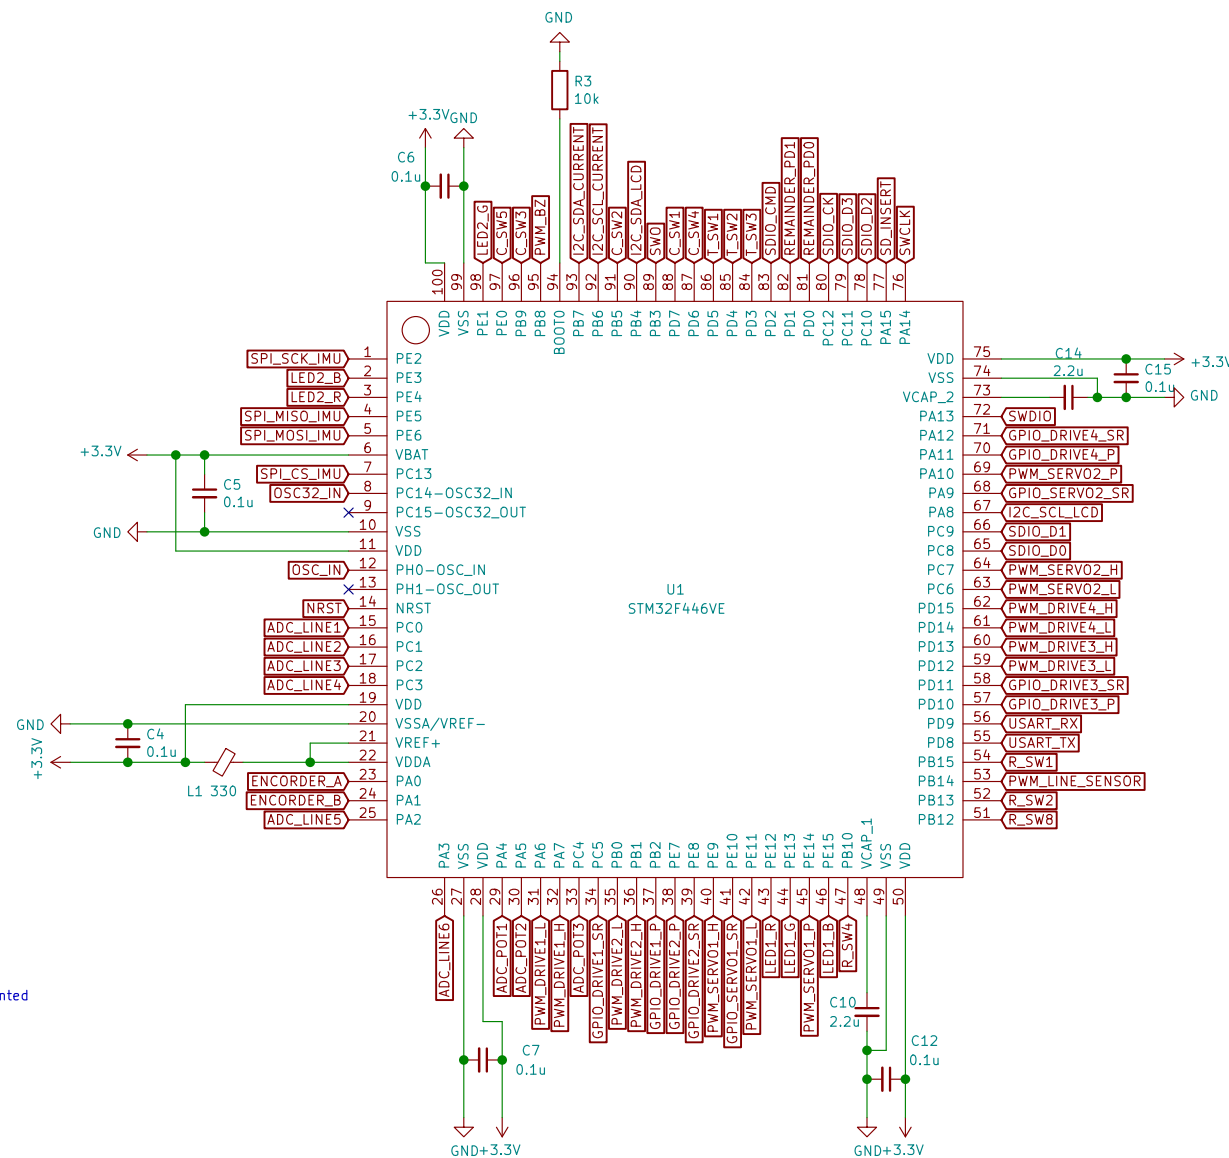 GND
R3
10k
+3.3V
GND
C6
0.1u
LED2_G
C_SW5
C_SW3
PWM_BZ
I2C_SDA_CURRENT
I2C_SCL_CURRENT
C_SW2
I2C_SDA_LCD
SWO
C_SW1
C_SW4
T_SW1
T_SW2
T_SW3
SDIO_CMD
REMAINDER_PD1
REMAINDER_PD0
SDIO_CK
SDIO_D3
SDIO_D2
SD_INSERT
SWCLK
100 VDD
99 VSS
98 PE1
97 PE0
96 PB9
95 PB8
94 BOOT0
93 PB7
92 PB6
91 PB5
90 PB4
89 PB3
88 PD7
87 PD6
86 PD5
85 PD4
84 PD3
83 PD2
82 PD1
81 PD0
80 PC12
79 PC11
78 PC10
77 PA15
76 PA14
SPI_SCK_IMU 1 PE2
LED2_B 2 PE3
LED2_R 3 PE4
SPI_MISO_IMU 4 PE5
SPI_MOSI_IMU 5 PE6
+3.3V 6 VBAT
SPI_CS_IMU 7 PC13
C5
0.1u
OSC32_IN 8 PC14-OSC32_IN
9 PC15-OSC32_OUT
GND 10 VSS
11 VDD
OSC_IN 12 PH0-OSC_IN
13 PH1-OSC_OUT
NRST 14 NRST
ADC_LINE1 15 PC0
ADC_LINE2 16 PC1
ADC_LINE3 17 PC2
ADC_LINE4 18 PC3
19 VDD
GND 20 VSSA/VREF-
C4
0.1u
21 VREF+
+3.3V 22 VDDA
L1 330
ENCORDER_A 23 PA0
ENCORDER_B 24 PA1
ADC_LINE5 25 PA2
U1
STM32F446VE
VDD 75
C14
2.2u
C15
0.1u
+3.3V
VSS 74
VCAP_2 73 GND
PA13 72 SWDIO
PA12 71 GPIO_DRIVE4_SR
PA11 70 GPIO_DRIVE4_P
PA10 69 PWM_SERVO2_P
PA9 68 GPIO_SERVO2_SR
PA8 67 I2C_SCL_LCD
PC9 66 SDIO_D1
PC8 65 SDIO_D0
PC7 64 PWM_SERVO2_H
PC6 63 PWM_SERVO2_L
PD15 62 PWM_DRIVE4_H
PD14 61 PWM_DRIVE4_L
PD13 60 PWM_DRIVE3_H
PD12 59 PWM_DRIVE3_L
PD11 58 GPIO_DRIVE3_SR
PD10 57 GPIO_DRIVE3_P
PD9 56 USART_RX
PD8 55 USART_TX
PB15 54 R_SW1
PB14 53 PWM_LINE_SENSOR
PB13 52 R_SW2
PB12 51 R_SW8
PA3 26 ADC_LINE6
VSS 27
VDD 28
PA4 29 ADC_POT1
PA5 30 ADC_POT2
PA6 31 PWM_DRIVE1_L
PA7 32 PWM_DRIVE1_H
PC4 33 ADC_POT3
PC5 34 GPIO_DRIVE1_SR
PB0 35 PWM_DRIVE2_L
PB1 36 PWM_DRIVE2_H
PB2 37 GPIO_DRIVE1_P
PE7 38 GPIO_DRIVE2_P
PE8 39 GPIO_DRIVE2_SR
PE9 40 PWM_SERVO1_H
PE10 41 GPIO_SERVO1_SR
PE11 42 PWM_SERVO1_L
PE12 43 LED1_R
PE13 44 LED1_G
PE14 45 PWM_SERVO1_P
PE15 46 LED1_B
PB10 47 R_SW4
VCAP_1 48
VSS 49
VDD 50
nted
C10
2.2u
C7
0.1u
C12
0.1u
GND
+3.3V
GND
+3.3V